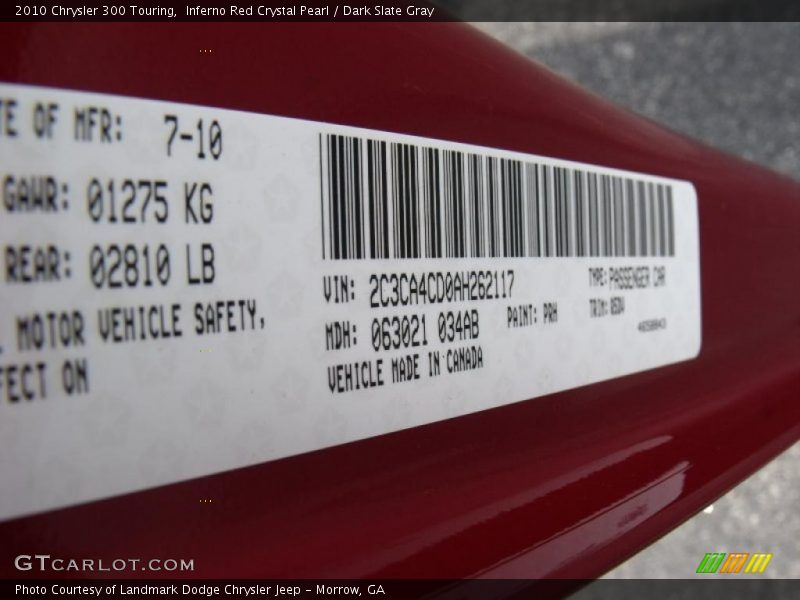 2010 Chrysler 300 Touring,  Inferno Red Crystal Pearl / Dark Slate Gray
TE OF MFR: 7-10
GAWR: 01275 KG
REAR: 02810 LB
MOTOR VEHICLE SAFETY,
FECT ON
VIN: 2C3CA4CD0AH262117
TYPE: PASSENGER CAR
MDH: 063021 034AB
PAINT: PRH
TRIM:
VEHICLE MADE IN CANADA
GTCARLOT.COM
Photo Courtesy of Landmark Dodge Chrysler Jeep - Morrow, GA